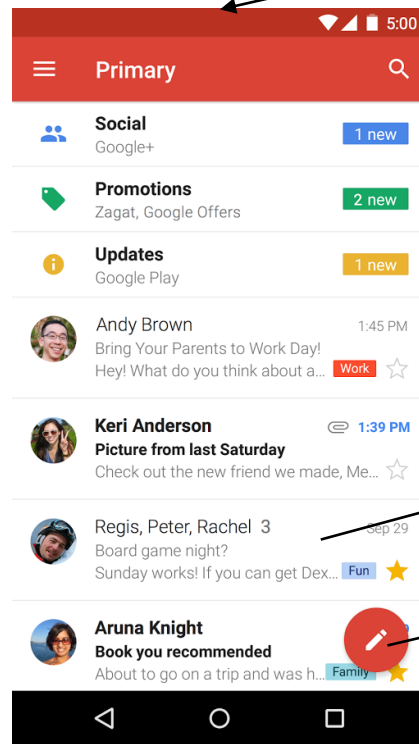 5:00
Primary
Social
1 new
Google+
Promotions
2 new
Zagat, Google Offers
Updates
1 new
Google Play
Andy Brown 1:45 PM
Bring Your Parents to Work Day!
Hey! What do you think about a... Work
Keri Anderson 1:39 PM
Picture from last Saturday
Check out the new friend we made, Me...
Regis, Peter, Rachel 3 Sep 29
Board game night?
Sunday works! If you can get Dex... Fun
Aruna Knight
Book you recommended
About to go on a trip and was h... Family